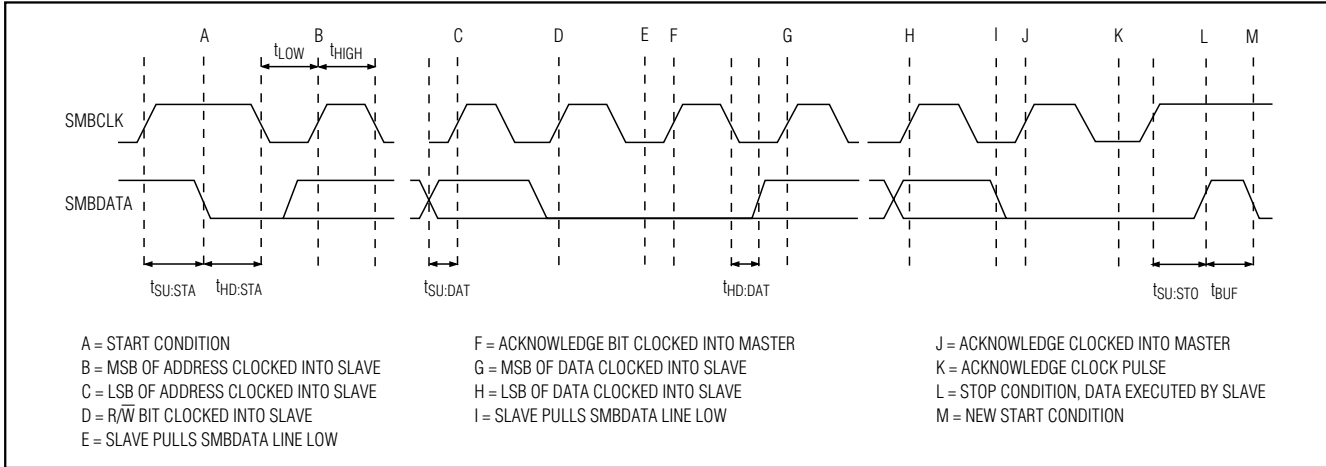 A B C D E F G H I J K L M
tLOW tHIGH
SMBCLK
SMBDATA
tSU:STA tHD:STA tSU:DAT tHD:DAT tSU:STO tBUF
A = START CONDITION
B = MSB OF ADDRESS CLOCKED INTO SLAVE
C = LSB OF ADDRESS CLOCKED INTO SLAVE
D = R/W̅ BIT CLOCKED INTO SLAVE
E = SLAVE PULLS SMBDATA LINE LOW
F = ACKNOWLEDGE BIT CLOCKED INTO MASTER
G = MSB OF DATA CLOCKED INTO SLAVE
H = LSB OF DATA CLOCKED INTO SLAVE
I = SLAVE PULLS SMBDATA LINE LOW
J = ACKNOWLEDGE CLOCKED INTO MASTER
K = ACKNOWLEDGE CLOCK PULSE
L = STOP CONDITION, DATA EXECUTED BY SLAVE
M = NEW START CONDITION